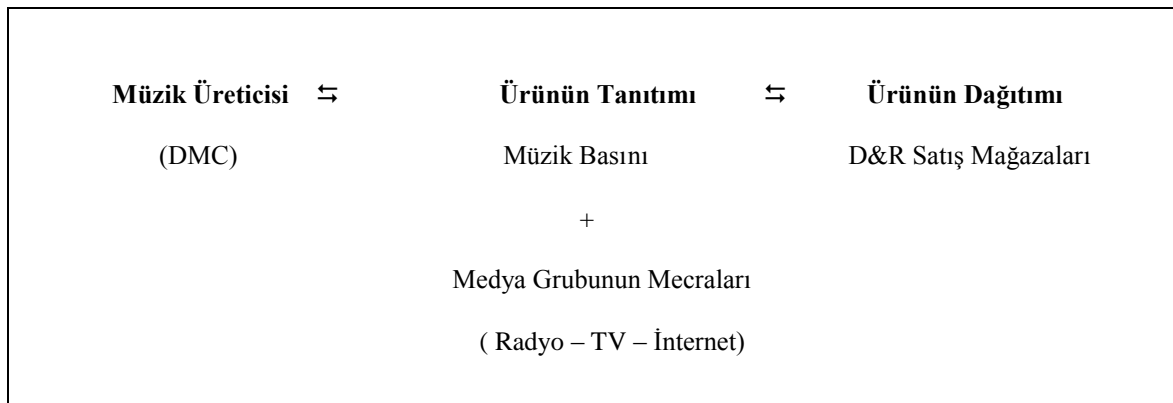 Müzik Üreticisi ⇆ Ürünün Tanıtımı ⇆ Ürünün Dağıtımı
(DMC) Müzik Basını D&R Satış Mağazaları
+
Medya Grubunun Mecraları
( Radyo – TV – İnternet)